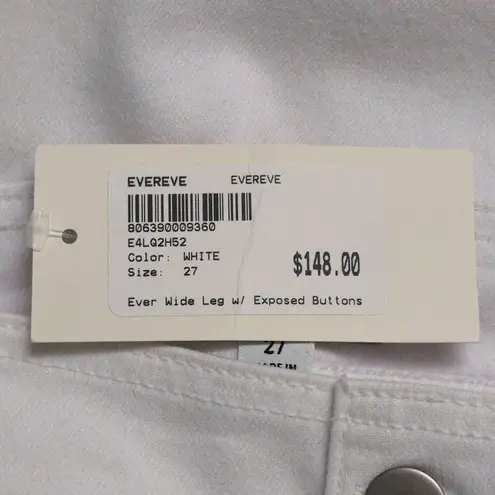 EVEREVE EVEREVE
806390009360
E4LQ2H52
Color: WHITE
Size: 27
$148.00
Ever Wide Leg w/ Exposed Buttons
27